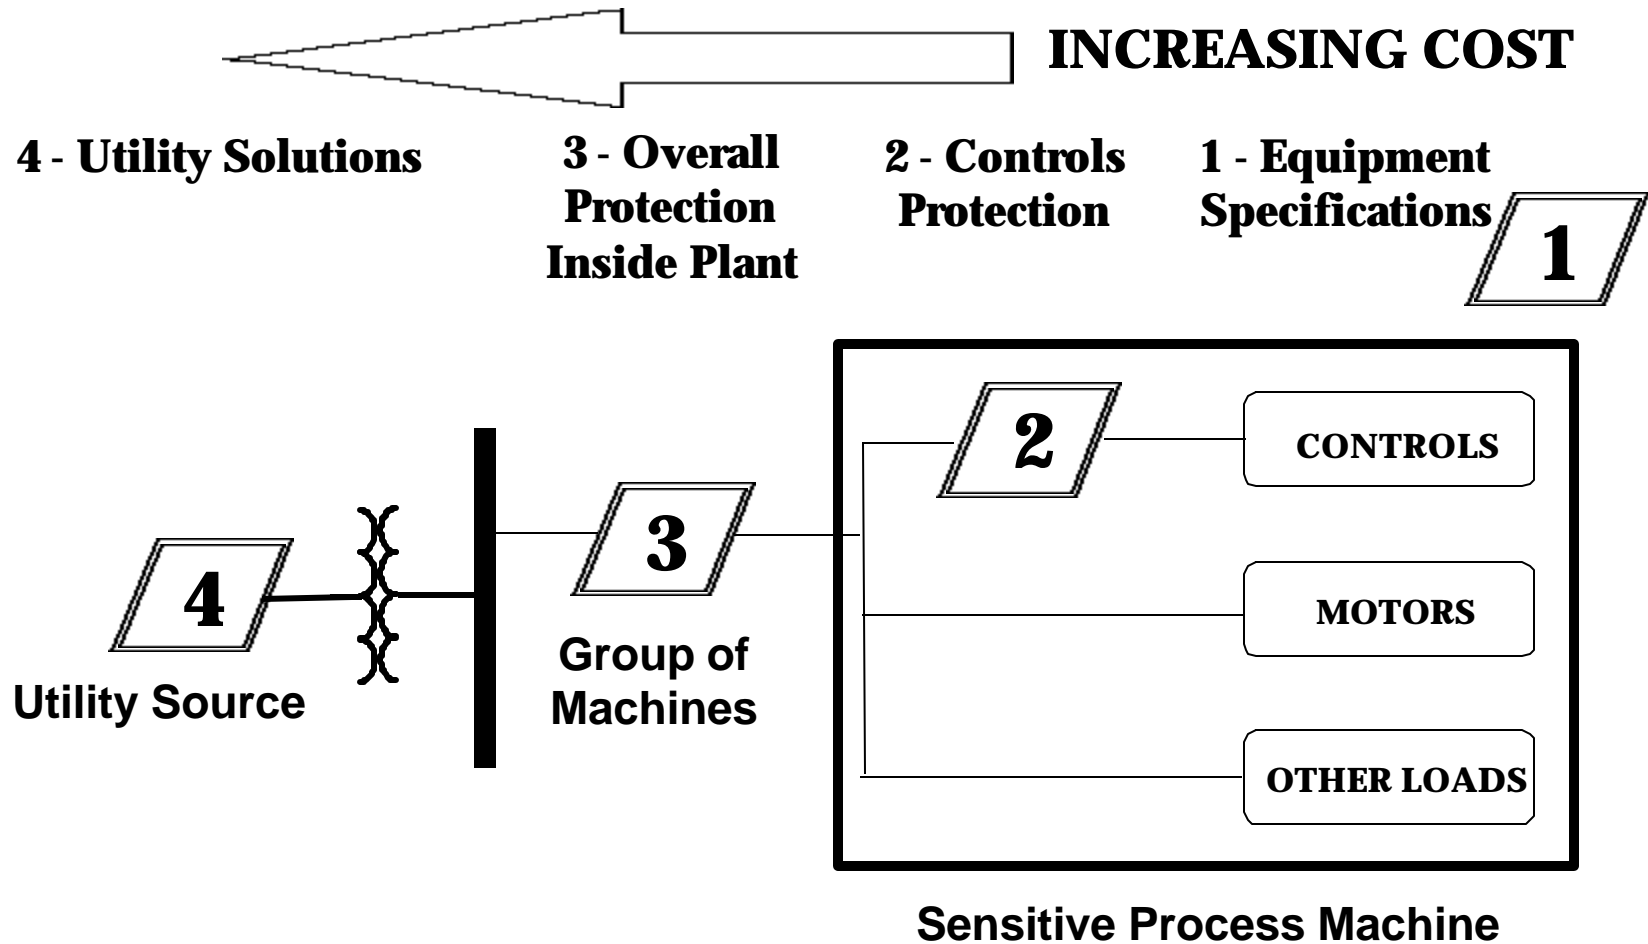 INCREASING COST
4 - Utility Solutions
3 - Overall
Protection
Inside Plant
2 - Controls
Protection
1 - Equipment
Specifications
1
2
CONTROLS
3
4
MOTORS
Group of
Machines
Utility Source
OTHER LOADS
Sensitive Process Machine